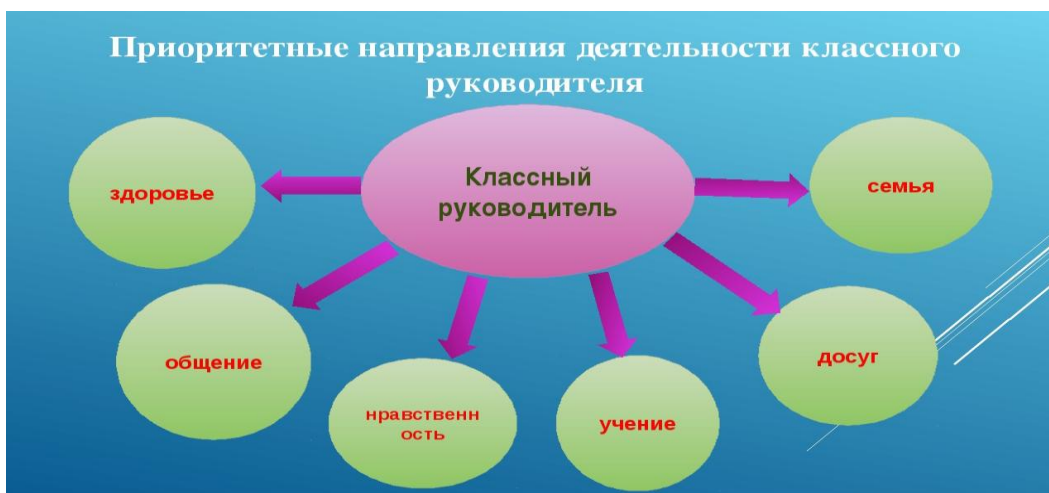 Приоритетные направления деятельности классного
руководителя
Классный
руководитель
здоровье
семья
общение
досуг
нравственн
ость
учение